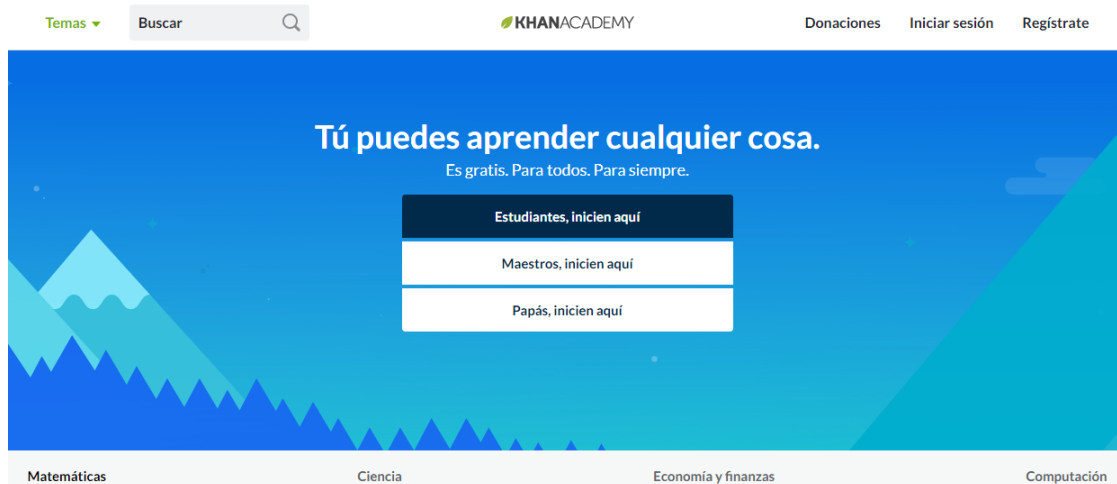 Temas Buscar KHANACADEMY Donaciones Iniciar sesión Regístrate
Tú puedes aprender cualquier cosa.
Es gratis. Para todos. Para siempre.
Estudiantes, inicien aquí
Maestros, inicien aquí
Papás, inicien aquí
Matemáticas Ciencia Economía y finanzas Computación